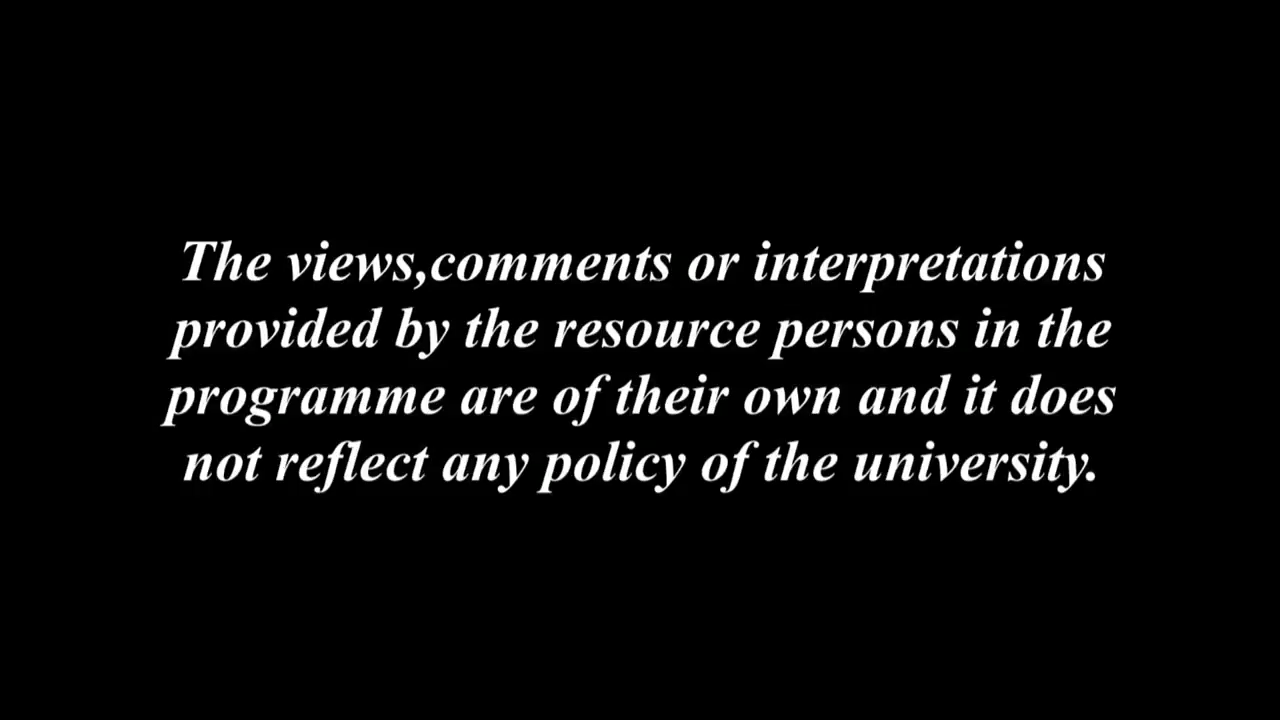 The views,comments or interpretations
provided by the resource persons in the
programme are of their own and it does
not reflect any policy of the university.